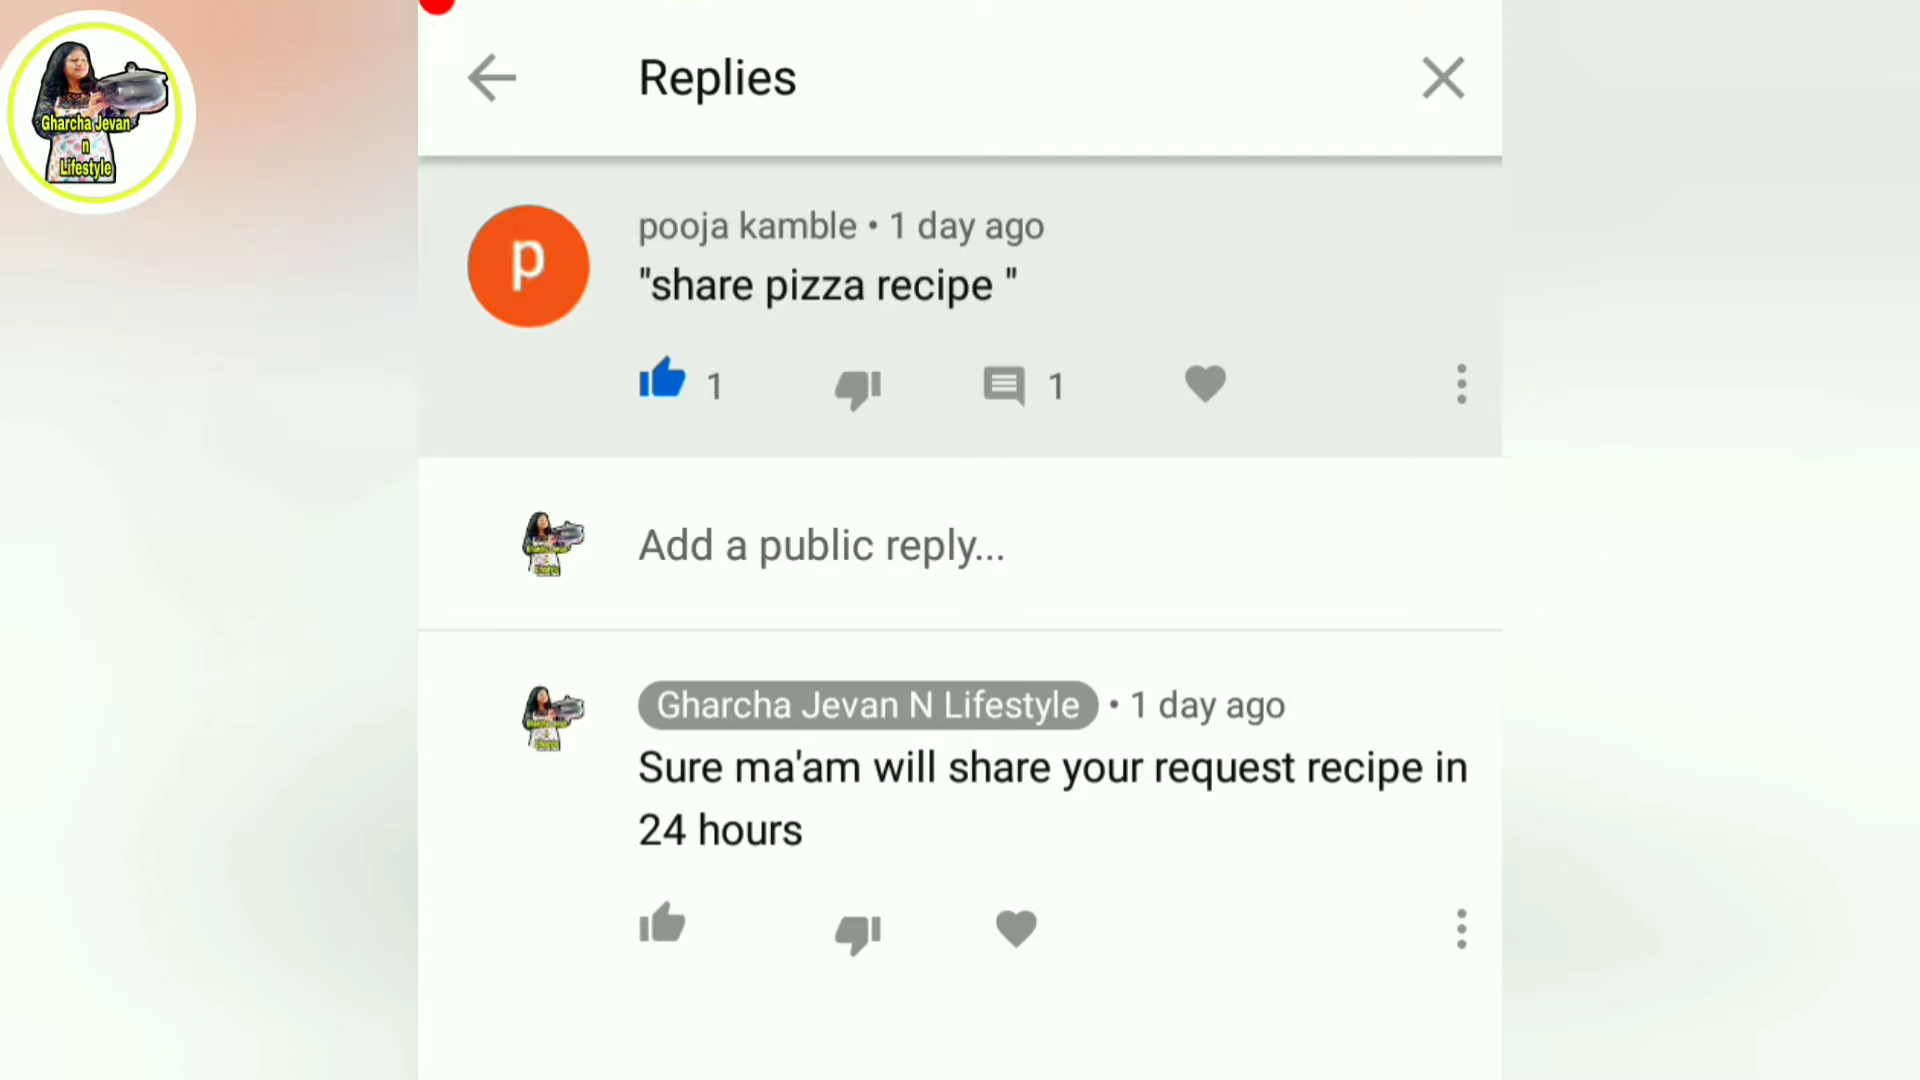 Gharcha Jevan
n
Lifestyle
Replies
p
pooja kamble • 1 day ago
"share pizza recipe "
1
1
Add a public reply...
Gharcha Jevan N Lifestyle • 1 day ago
Sure ma'am will share your request recipe in
24 hours